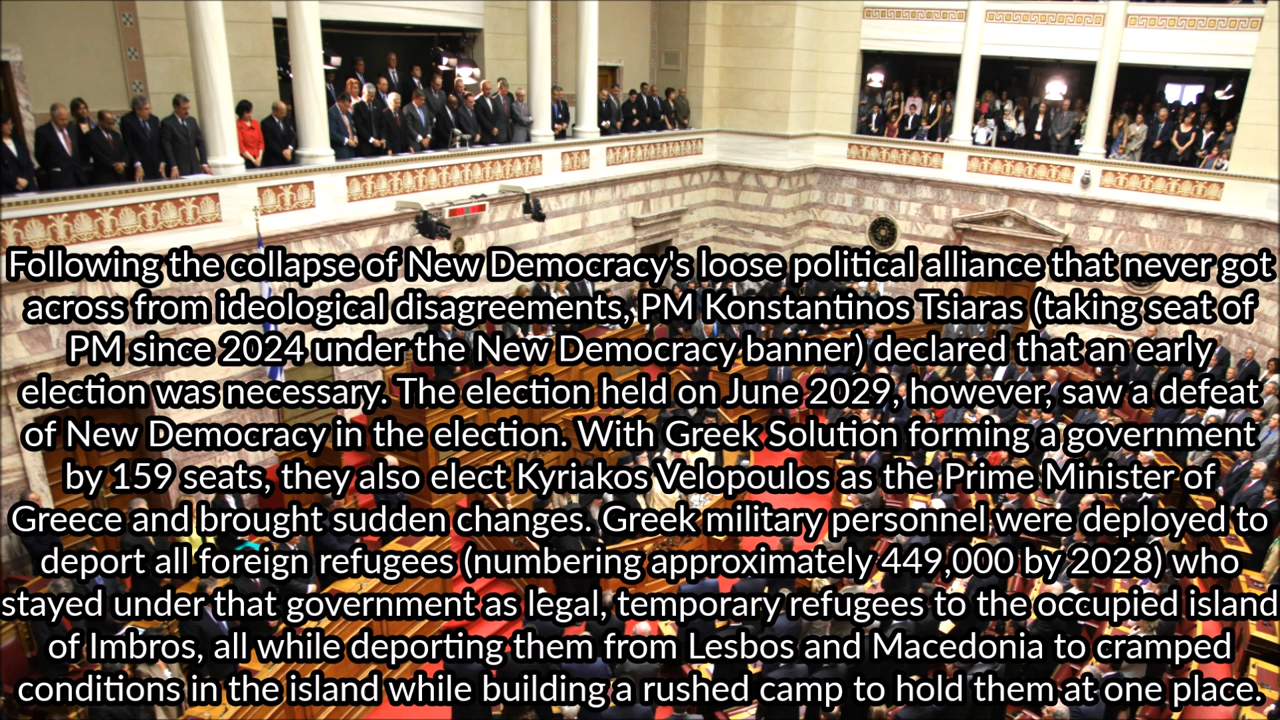 Following the collapse of New Democracy's loose political alliance that never got
across from ideological disagreements, PM Konstantinos Tsiaras (taking seat of
PM since 2024 under the New Democracy banner) declared that an early
election was necessary. The election held on June 2029, however, saw a defeat
of New Democracy in the election. With Greek Solution forming a government
by 159 seats, they also elect Kyriakos Velopoulos as the Prime Minister of
Greece and brought sudden changes. Greek military personnel were deployed to
deport all foreign refugees (numbering approximately 449,000 by 2028) who
stayed under that government as legal, temporary refugees to the occupied island
of Imbros, all while deporting them from Lesbos and Macedonia to cramped
conditions in the island while building a rushed camp to hold them at one place.